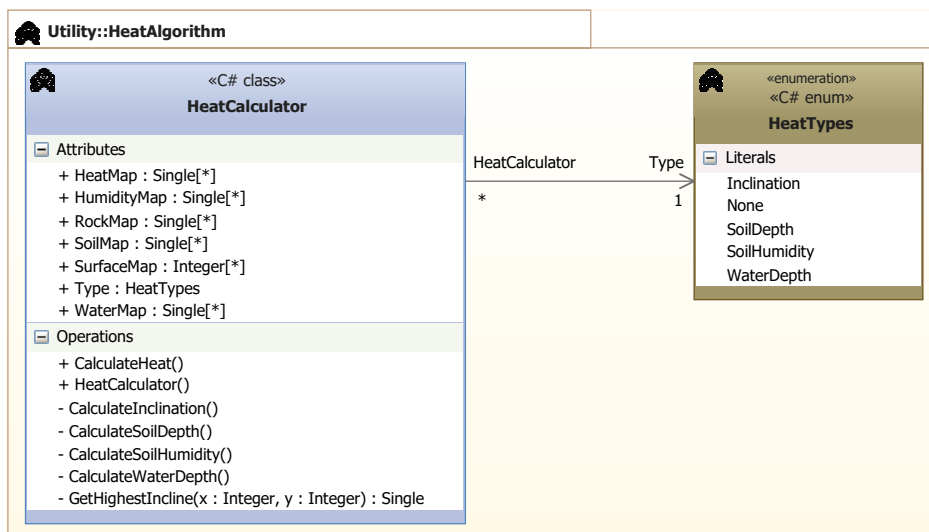 Utility::HeatAlgorithm
«C# class»
HeatCalculator
Attributes
+ HeatMap : Single[*]
+ HumidityMap : Single[*]
+ RockMap : Single[*]
+ SoilMap : Single[*]
+ SurfaceMap : Integer[*]
+ Type : HeatTypes
+ WaterMap : Single[*]
Operations
+ CalculateHeat()
+ HeatCalculator()
- CalculateInclination()
- CalculateSoilDepth()
- CalculateSoilHumidity()
- CalculateWaterDepth()
- GetHighestIncline(x : Integer, y : Integer) : Single
HeatCalculator Type
* 1
«enumeration»
«C# enum»
HeatTypes
Literals
Inclination
None
SoilDepth
SoilHumidity
WaterDepth